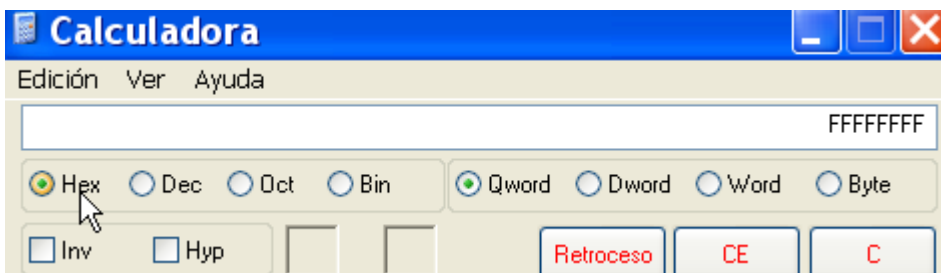 Calculadora
Edición Ver Ayuda
FFFFFFFF
Hex Dec Oct Bin Qword Dword Word Byte
Inv Hyp Retroceso CE C